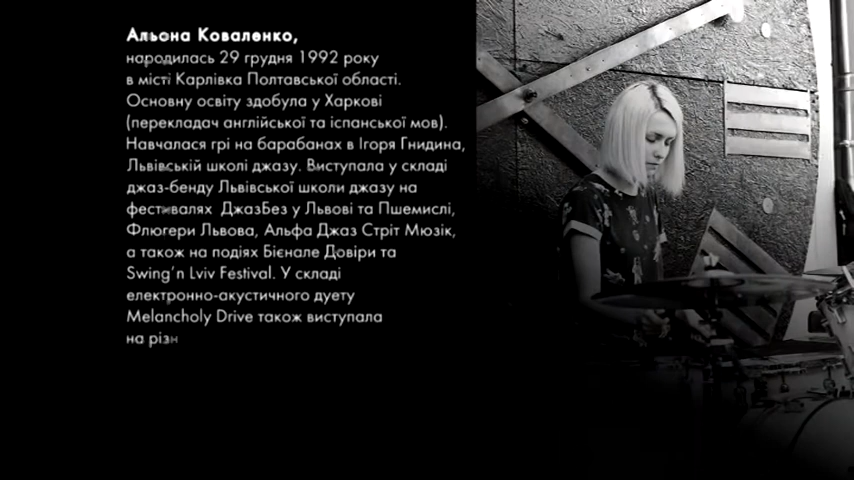 Альона Коваленко,
народилась 29 грудня 1992 року
в місті Карлівка Полтавської області.
Основну освіту здобула у Харкові
(перекладач англійської та іспанської мов).
Навчалася грі на барабанах в Ігоря Гнидина,
Львівській школі джазу. Виступала у складі
джаз-бенду Львівської школи джазу на
фестивалях ДжазБез у Львові та Пшемислі,
Флюгери Львова, Альфа Джаз Стріт Мюзік,
а також на подіях Бієнале Довіри та
Swing’n Lviv Festival. У складі
електронно-акустичного дуету
Melancholy Drive також виступала
на різн